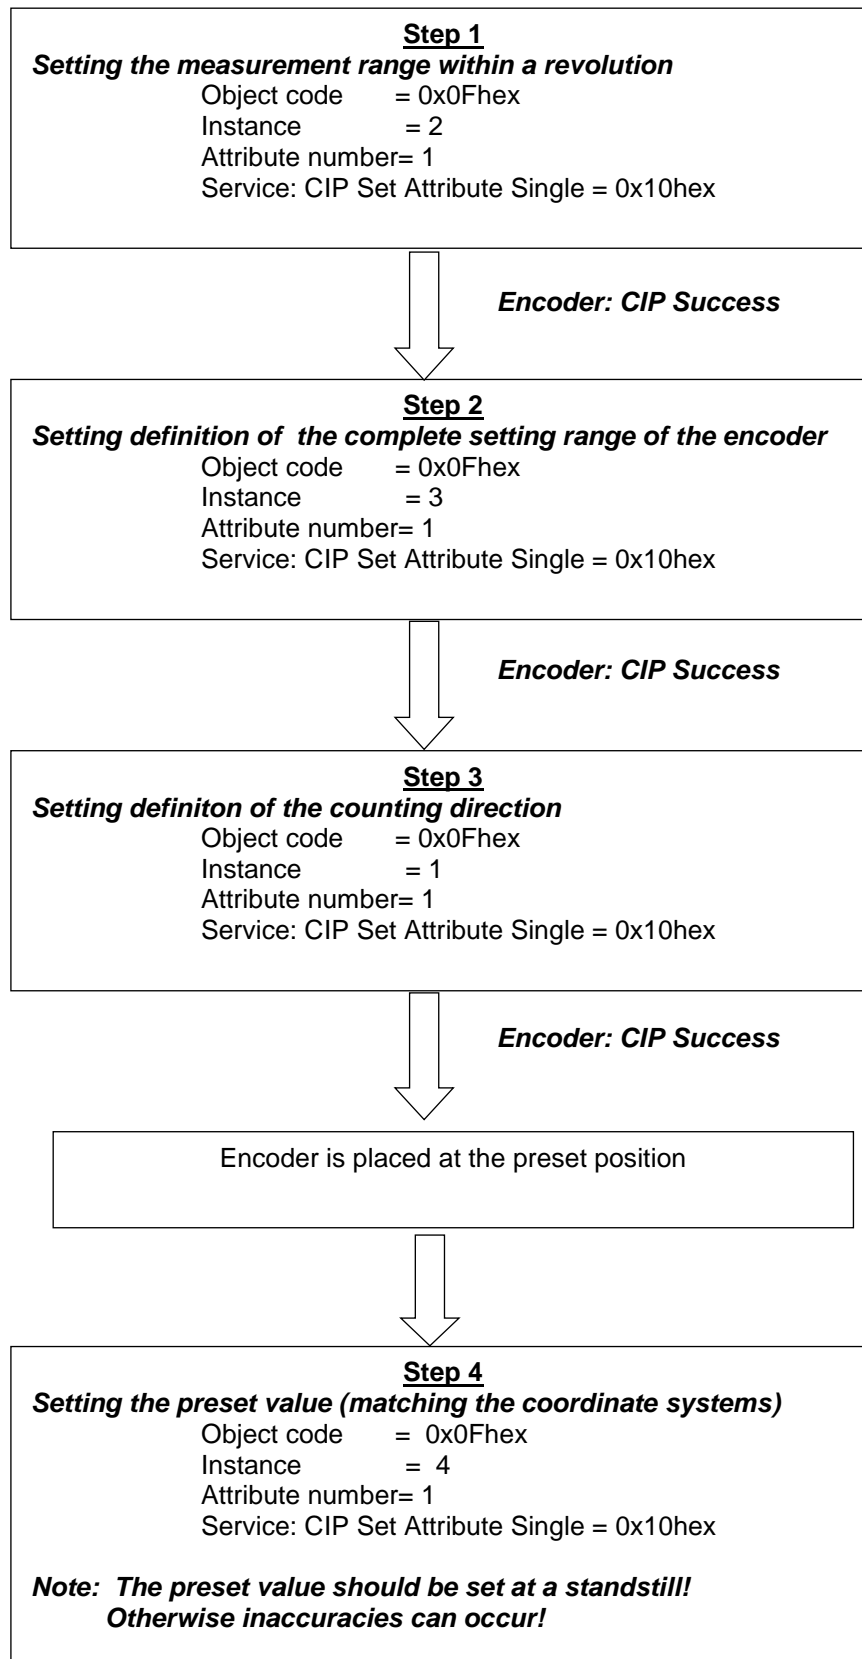 Step 1
Setting the measurement range within a revolution
Object code = 0x0Fhex
Instance = 2
Attribute number= 1
Service: CIP Set Attribute Single = 0x10hex
Encoder: CIP Success
Step 2
Setting definition of the complete setting range of the encoder
Object code = 0x0Fhex
Instance = 3
Attribute number= 1
Service: CIP Set Attribute Single = 0x10hex
Encoder: CIP Success
Step 3
Setting definiton of the counting direction
Object code = 0x0Fhex
Instance = 1
Attribute number= 1
Service: CIP Set Attribute Single = 0x10hex
Encoder: CIP Success
Encoder is placed at the preset position
Step 4
Setting the preset value (matching the coordinate systems)
Object code = 0x0Fhex
Instance = 4
Attribute number= 1
Service: CIP Set Attribute Single = 0x10hex
Note: The preset value should be set at a standstill!
Otherwise inaccuracies can occur!